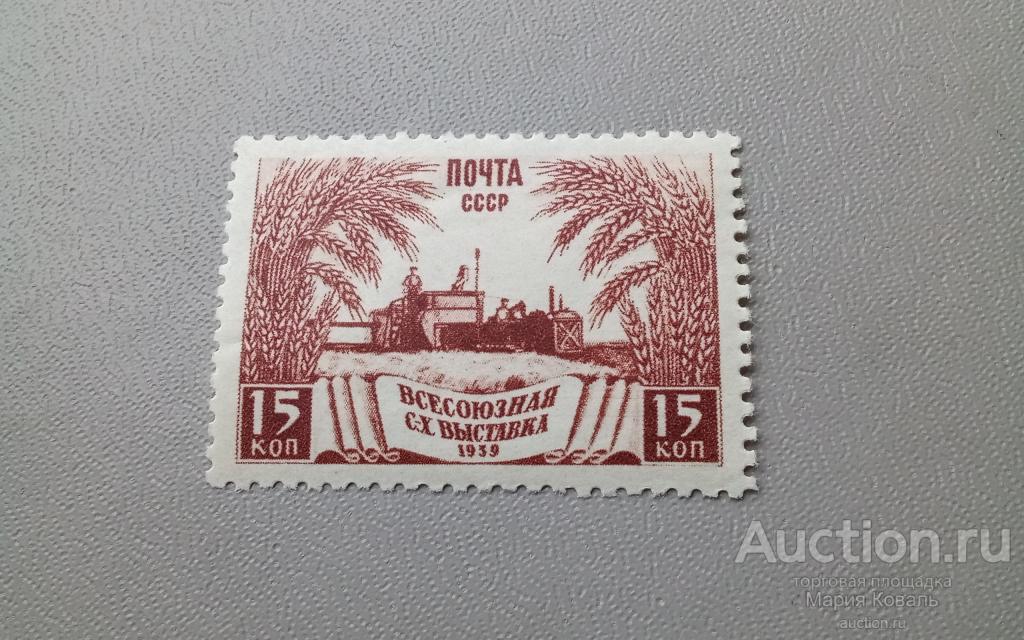 ПОЧТА
СССР
ВСЕСОЮЗНАЯ
С.-Х. ВЫСТАВКА
1939
15
КОП
15
КОП
Auction.ru
торговая площадка
Мария Коваль
auction.ru